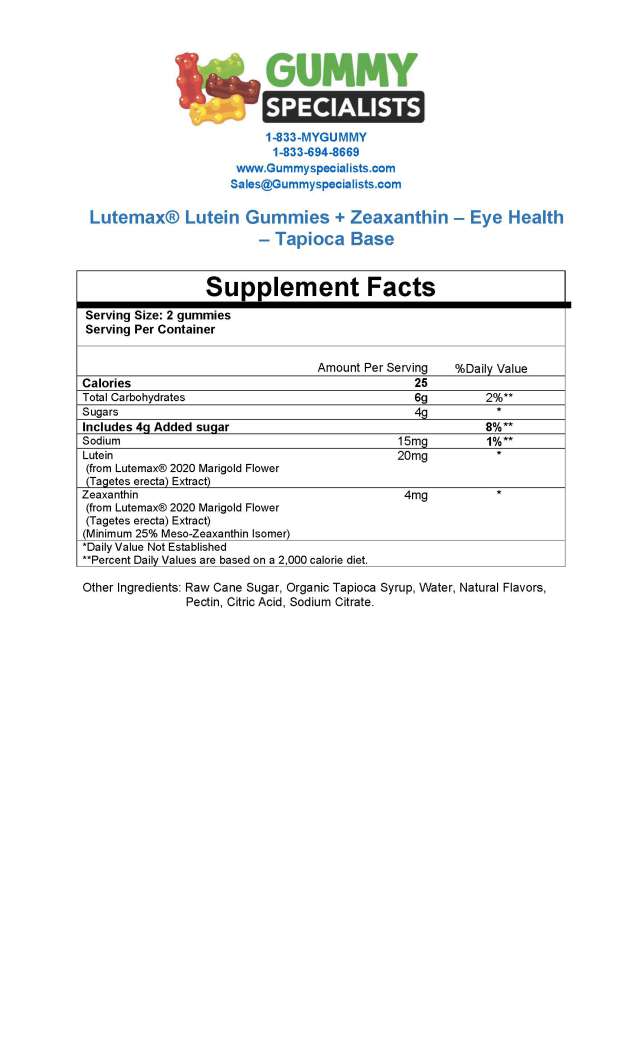 GUMMY
SPECIALISTS
1-833-MYGUMMY
1-833-694-8669
www.Gummyspecialists.com
Sales@Gummyspecialists.com
Lutemax® Lutein Gummies + Zeaxanthin – Eye Health
– Tapioca Base
Supplement Facts
Serving Size: 2 gummies
Serving Per Container
Amount Per Serving %Daily Value
Calories 25
Total Carbohydrates 6g 2%**
Sugars 4g *
Includes 4g Added sugar 8%**
Sodium 15mg 1%**
Lutein 20mg *
(from Lutemax® 2020 Marigold Flower
(Tagetes erecta) Extract)
Zeaxanthin 4mg *
(from Lutemax® 2020 Marigold Flower
(Tagetes erecta) Extract)
(Minimum 25% Meso-Zeaxanthin Isomer)
*Daily Value Not Established
**Percent Daily Values are based on a 2,000 calorie diet.
Other Ingredients: Raw Cane Sugar, Organic Tapioca Syrup, Water, Natural Flavors,
Pectin, Citric Acid, Sodium Citrate.